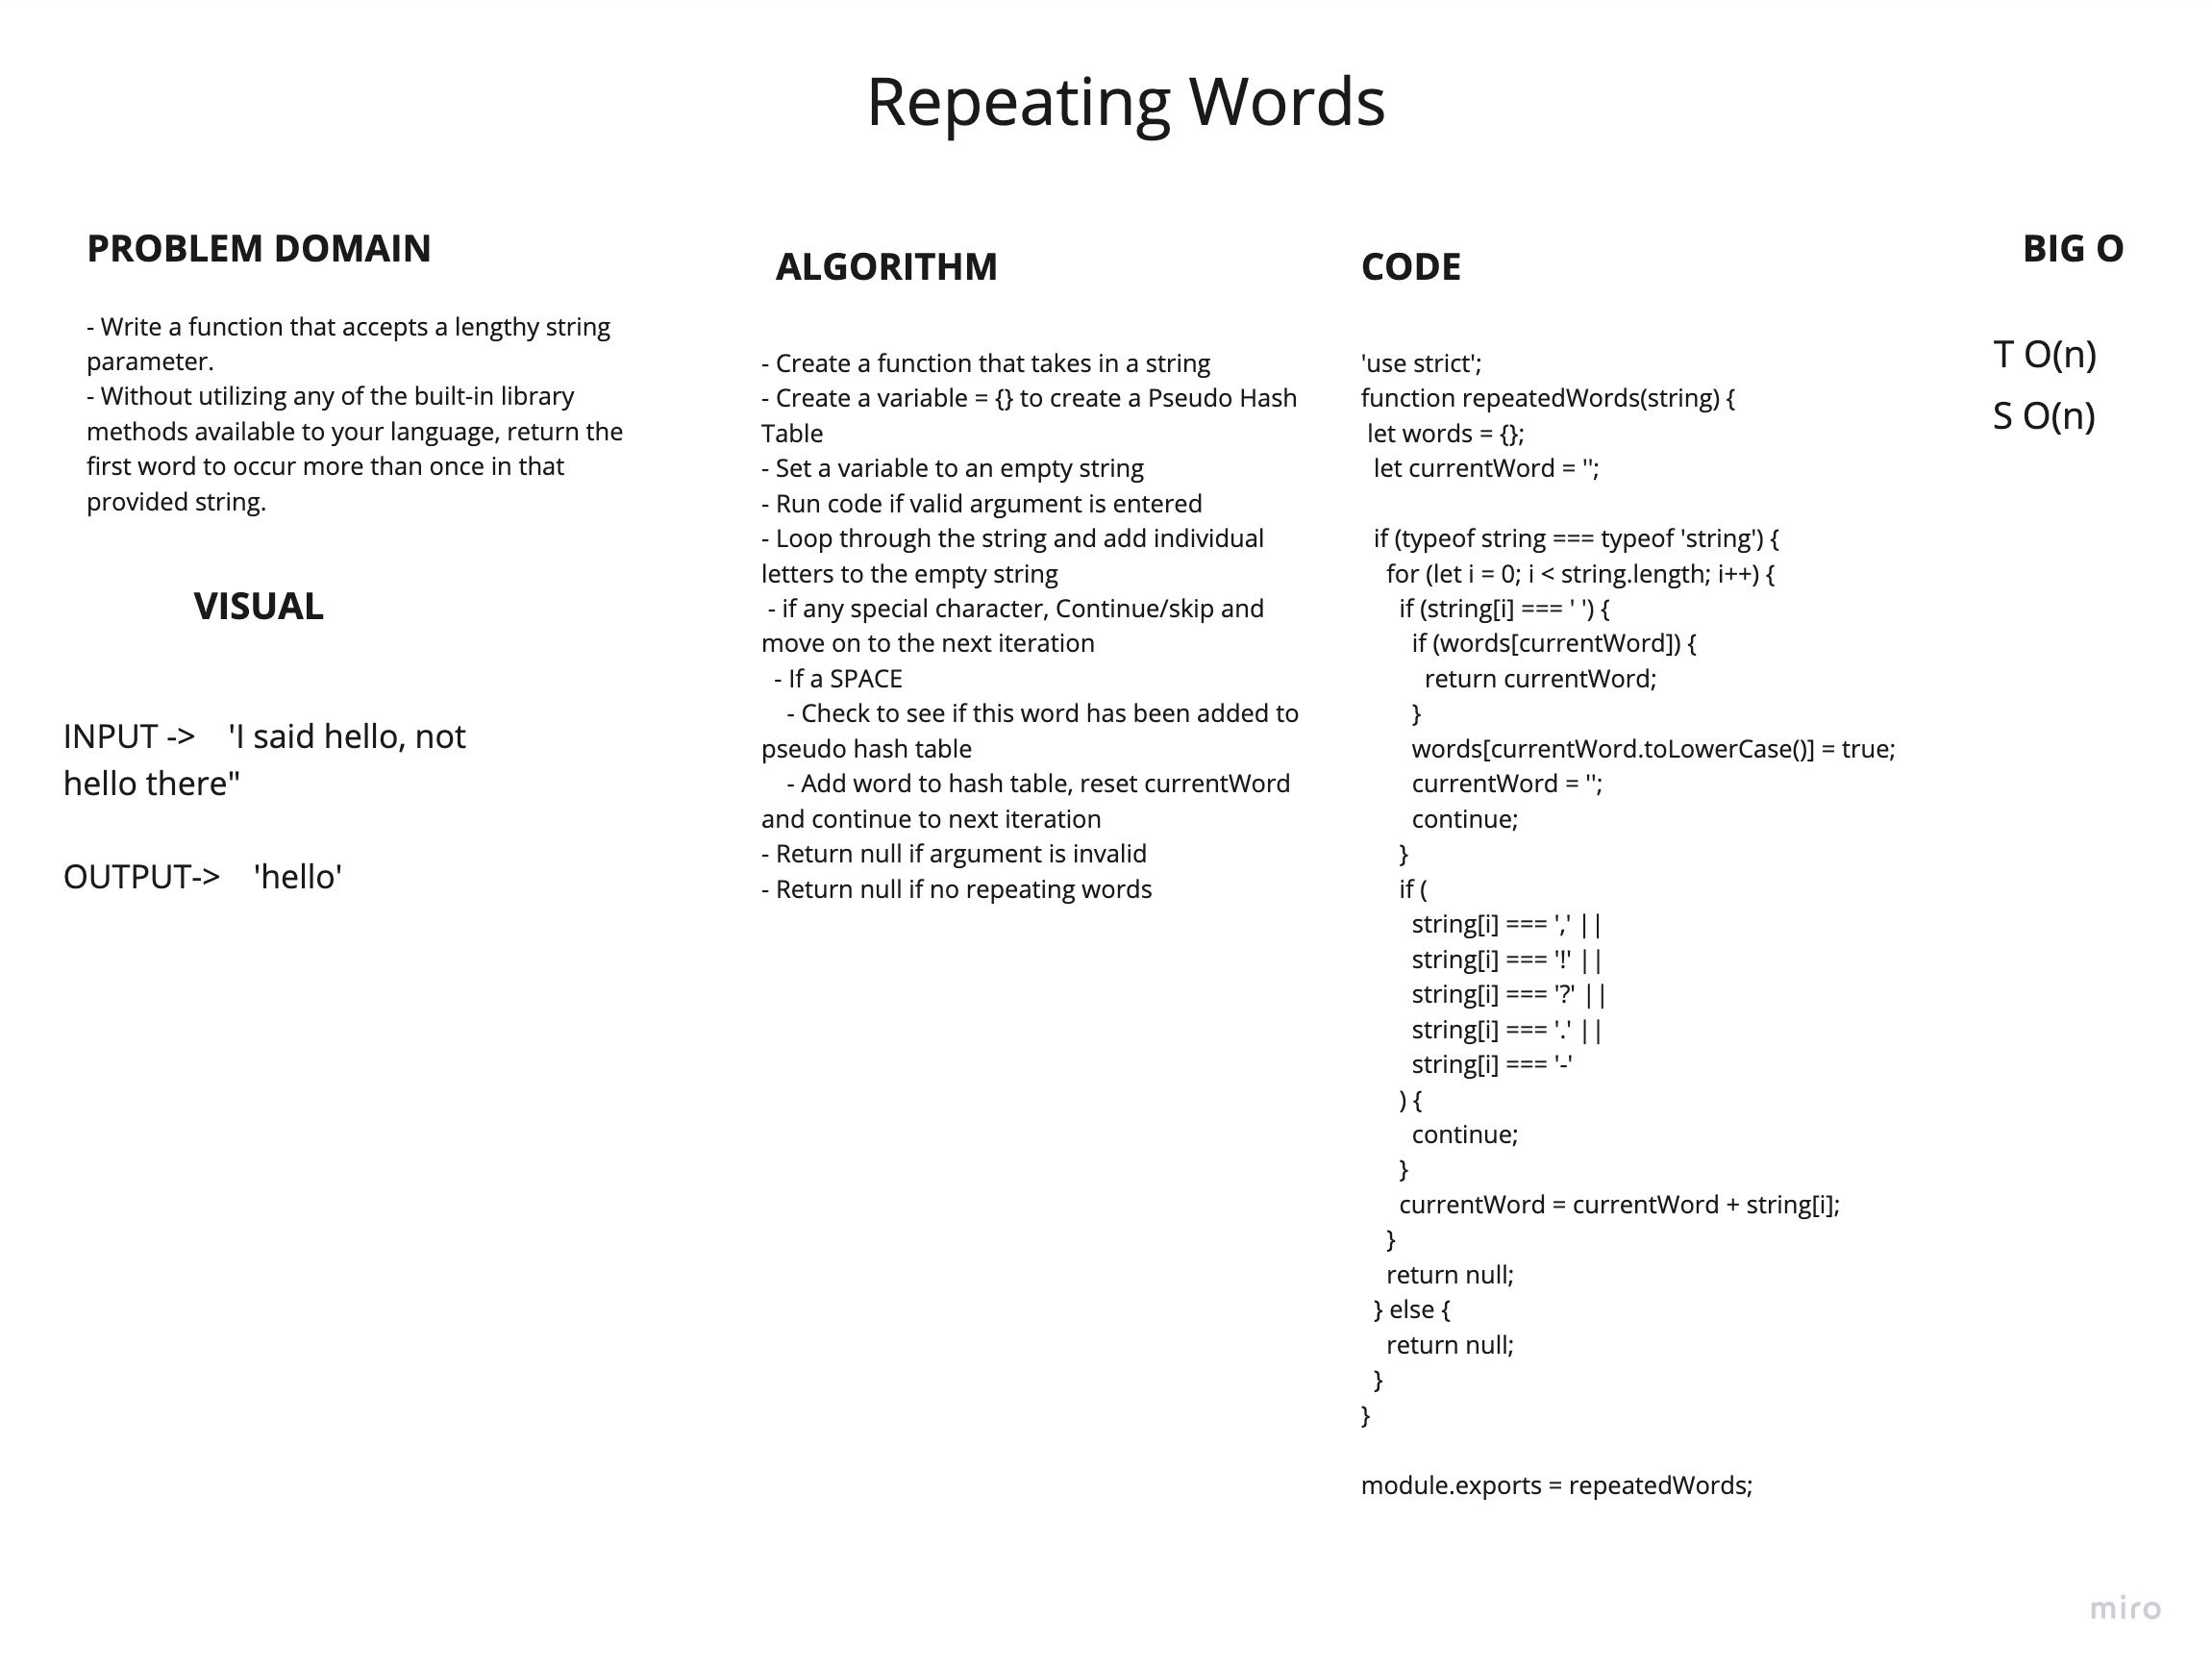 Repeating Words
PROBLEM DOMAIN
- Write a function that accepts a lengthy string
parameter.
- Without utilizing any of the built-in library
methods available to your language, return the
first word to occur more than once in that
provided string.
VISUAL
INPUT ->    'I said hello, not
hello there"
OUTPUT->    'hello'
ALGORITHM
- Create a function that takes in a string
- Create a variable = {} to create a Pseudo Hash
Table
- Set a variable to an empty string
- Run code if valid argument is entered
- Loop through the string and add individual
letters to the empty string
 - if any special character, Continue/skip and
move on to the next iteration
  - If a SPACE
    - Check to see if this word has been added to
pseudo hash table
    - Add word to hash table, reset currentWord
and continue to next iteration
- Return null if argument is invalid
- Return null if no repeating words
CODE
'use strict';
function repeatedWords(string) {
 let words = {};
  let currentWord = '';
  if (typeof string === typeof 'string') {
    for (let i = 0; i < string.length; i++) {
      if (string[i] === ' ') {
        if (words[currentWord]) {
          return currentWord;
        }
        words[currentWord.toLowerCase()] = true;
        currentWord = '';
        continue;
      }
      if (
        string[i] === ',' ||
        string[i] === '!' ||
        string[i] === '?' ||
        string[i] === '.' ||
        string[i] === '-'
      ) {
        continue;
      }
      currentWord = currentWord + string[i];
    }
    return null;
  } else {
    return null;
  }
}
module.exports = repeatedWords;
BIG O
T O(n)
S O(n)
miro